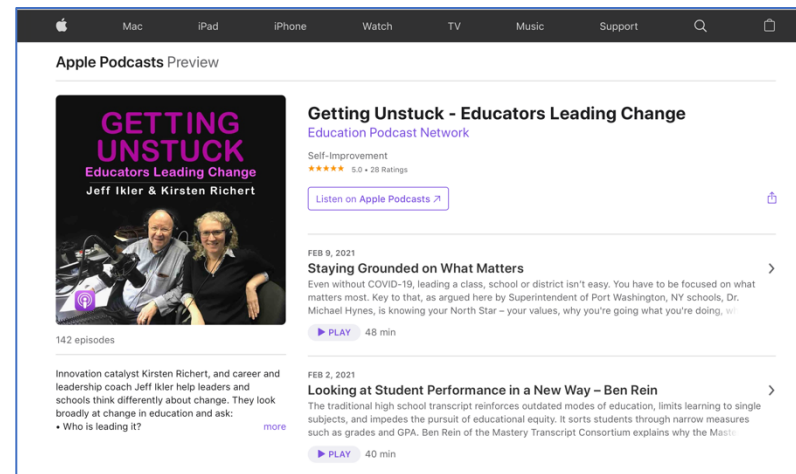 Mac iPad iPhone Watch TV Music Support
Apple Podcasts Preview
GETTING
UNSTUCK
Educators Leading Change
Jeff Ikler & Kirsten Richert
142 episodes
Innovation catalyst Kirsten Richert, and career and
leadership coach Jeff Ikler help leaders and
schools think differently about change. They look
broadly at change in education and ask:
• Who is leading it? more
Getting Unstuck - Educators Leading Change
Education Podcast Network
Self-Improvement
★★★★★ 5.0 • 28 Ratings
Listen on Apple Podcasts ↗
FEB 9, 2021
Staying Grounded on What Matters
Even without COVID-19, leading a class, school or district isn't easy. You have to be focused on what
matters most. Key to that, as argued here by Superintendent of Port Washington, NY schools, Dr.
Michael Hynes, is knowing your North Star – your values, why you're going what you're doing,
PLAY 48 min
FEB 2, 2021
Looking at Student Performance in a New Way – Ben Rein
The traditional high school transcript reinforces outdated modes of education, limits learning to single
subjects, and impedes the pursuit of educational equity. It sorts students through narrow measures
such as grades and GPA. Ben Rein of the Mastery Transcript Consortium explains why the
PLAY 40 min